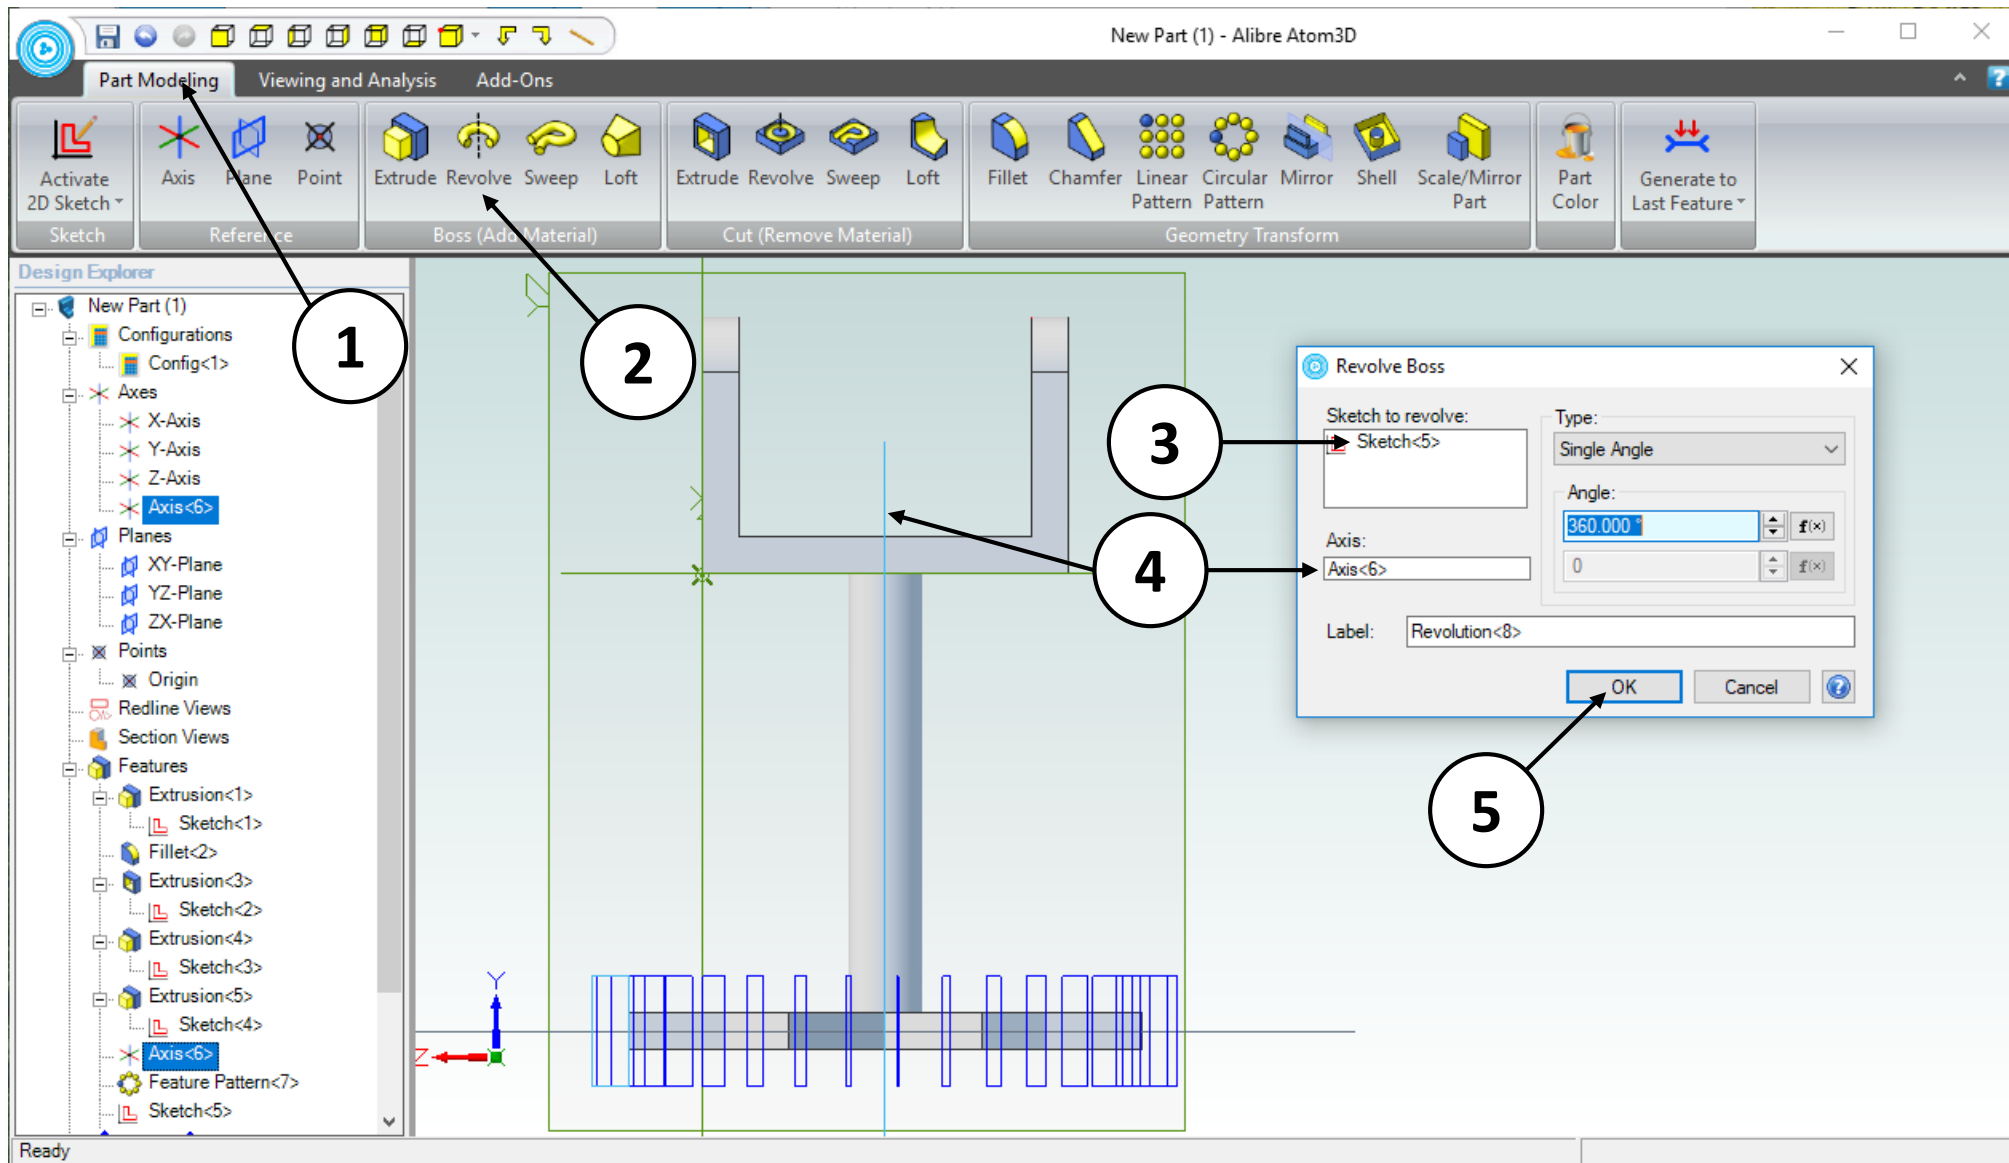 New Part (1) - Alibre Atom3D
Part Modeling
Viewing and Analysis
Add-Ons
Activate
2D Sketch
Axis
Plane
Point
Extrude
Revolve
Sweep
Loft
Extrude
Revolve
Sweep
Loft
Fillet
Chamfer
Linear
Pattern
Circular
Pattern
Mirror
Shell
Scale/Mirror
Part
Part
Color
Generate to
Last Feature
Sketch
Reference
Boss (Add Material)
Cut (Remove Material)
Geometry Transform
Design Explorer
New Part (1)
Configurations
Config<1>
Axes
X-Axis
Y-Axis
Z-Axis
Axis<6>
Planes
XY-Plane
YZ-Plane
ZX-Plane
Points
Origin
Redline Views
Section Views
Features
Extrusion<1>
Sketch<1>
Fillet<2>
Extrusion<3>
Sketch<2>
Extrusion<4>
Sketch<3>
Extrusion<5>
Sketch<4>
Axis<6>
Feature Pattern<7>
Sketch<5>
1
2
3
4
5
Y
Z
Revolve Boss
Sketch to revolve:
Sketch<5>
Axis:
Axis<6>
Type:
Single Angle
Angle:
360.000 °
f(x)
0
f(x)
Label:
Revolution<8>
OK
Cancel
Ready